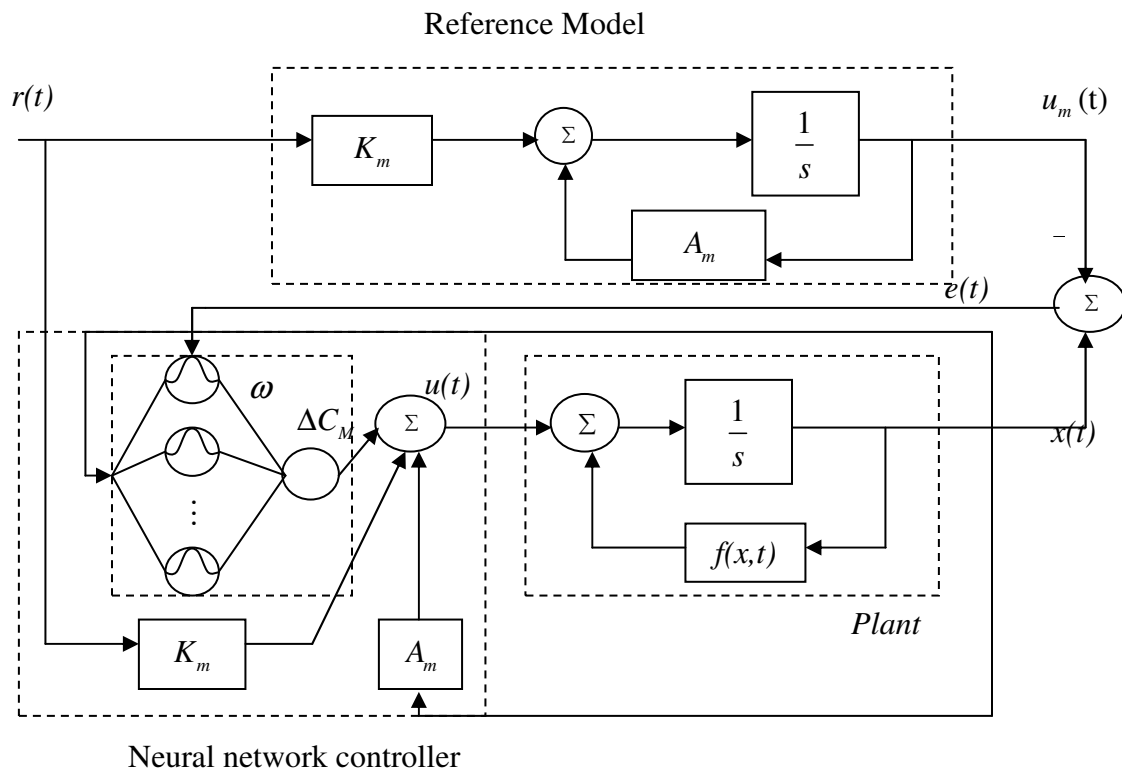 Reference Model
r(t)
u_m (t)
K_m
Σ
1/s
A_m
−
e(t)
Σ
ω
ΔC_M
u(t)
Σ
Σ
1/s
x(t)
⋮
f(x,t)
Plant
K_m
A_m
Neural network controller